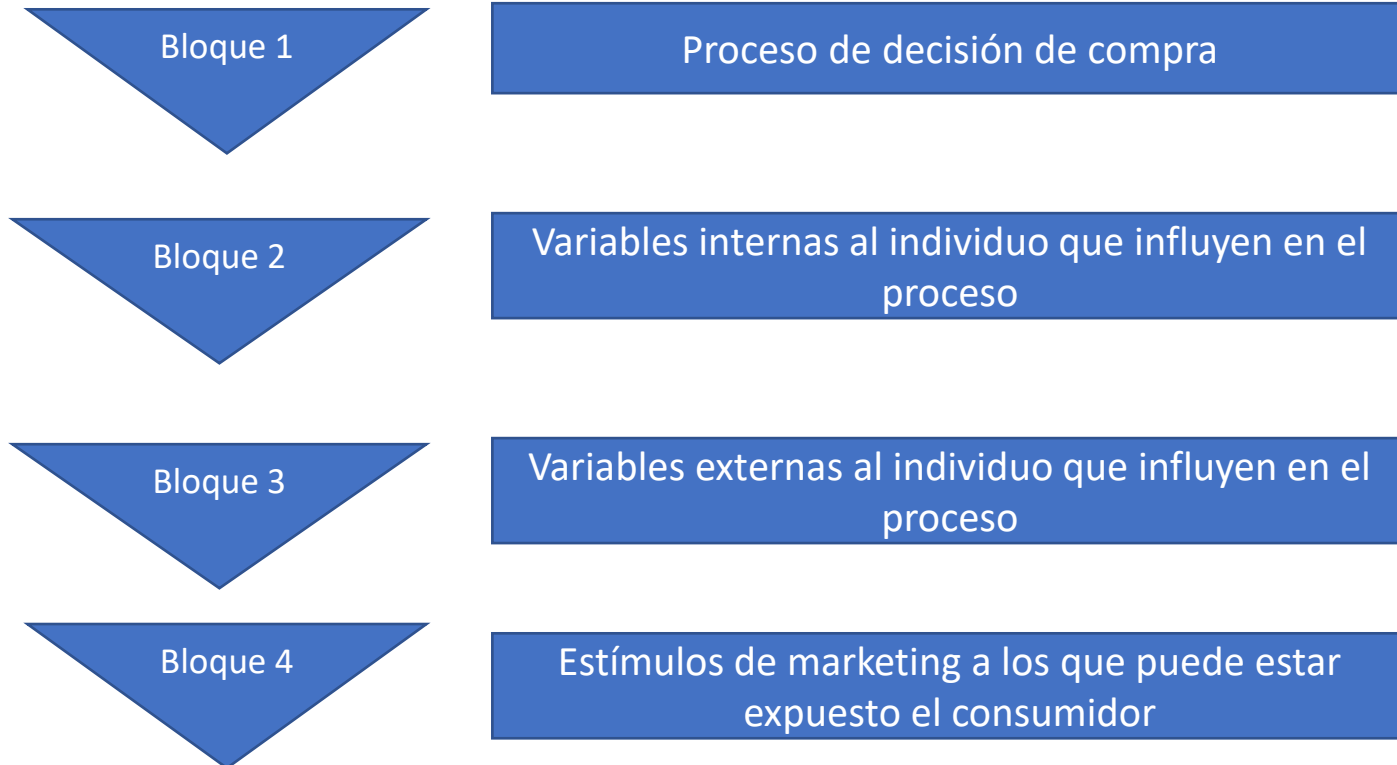 Bloque 1
Proceso de decisión de compra
Bloque 2
Variables internas al individuo que influyen en el
proceso
Bloque 3
Variables externas al individuo que influyen en el
proceso
Bloque 4
Estímulos de marketing a los que puede estar
expuesto el consumidor